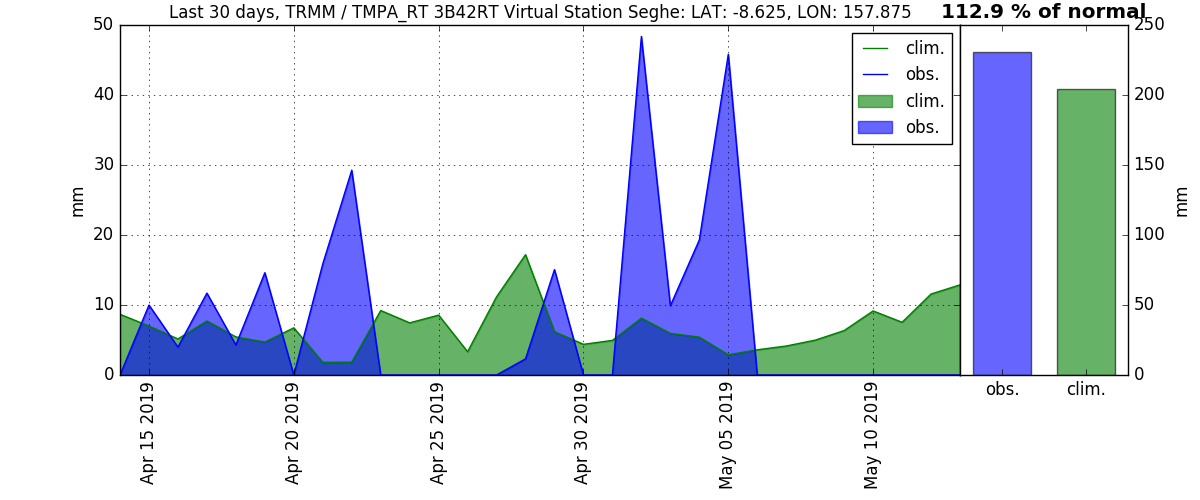 Last 30 days, TRMM / TMPA_RT 3B42RT Virtual Station Seghe: LAT: -8.625, LON: 157.875
112.9 % of normal
50
40
30
20
10
0
mm
clim.
obs.
clim.
obs.
250
200
150
100
50
0
mm
Apr 15 2019
Apr 20 2019
Apr 25 2019
Apr 30 2019
May 05 2019
May 10 2019
obs.
clim.